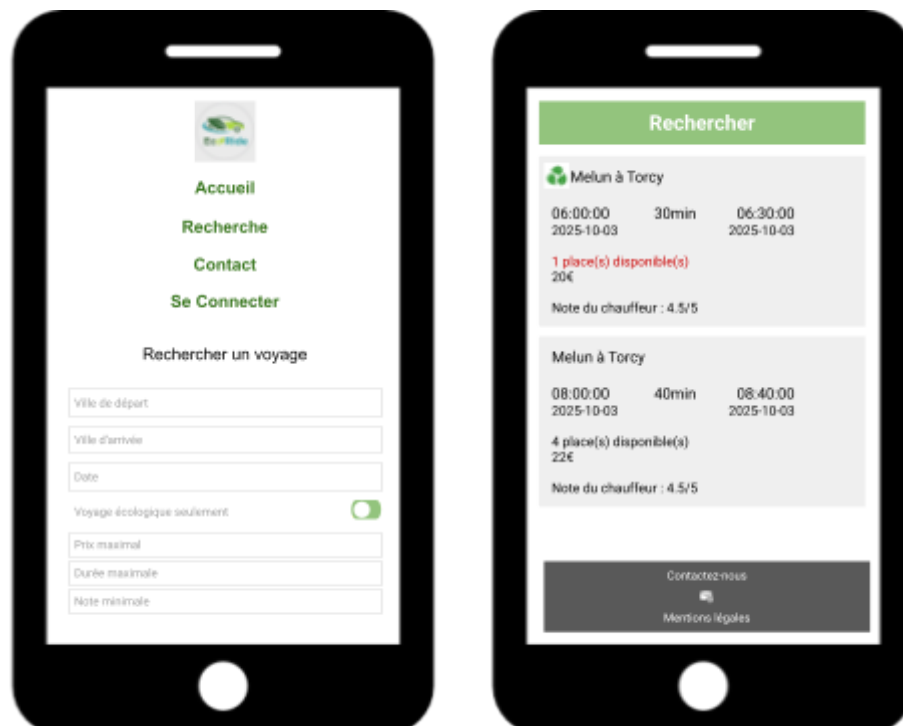 EcoRide
Accueil
Recherche
Contact
Se Connecter
Rechercher un voyage
Ville de départ
Ville d'arrivée
Date
Voyage écologique seulement
Prix maximal
Durée maximale
Note minimale
Rechercher
Melun à Torcy
06:00:00 30min 06:30:00
2025-10-03 2025-10-03
1 place(s) disponible(s)
20€
Note du chauffeur : 4.5/5
Melun à Torcy
08:00:00 40min 08:40:00
2025-10-03 2025-10-03
4 place(s) disponible(s)
22€
Note du chauffeur : 4.5/5
Contactez-nous
Mentions légales